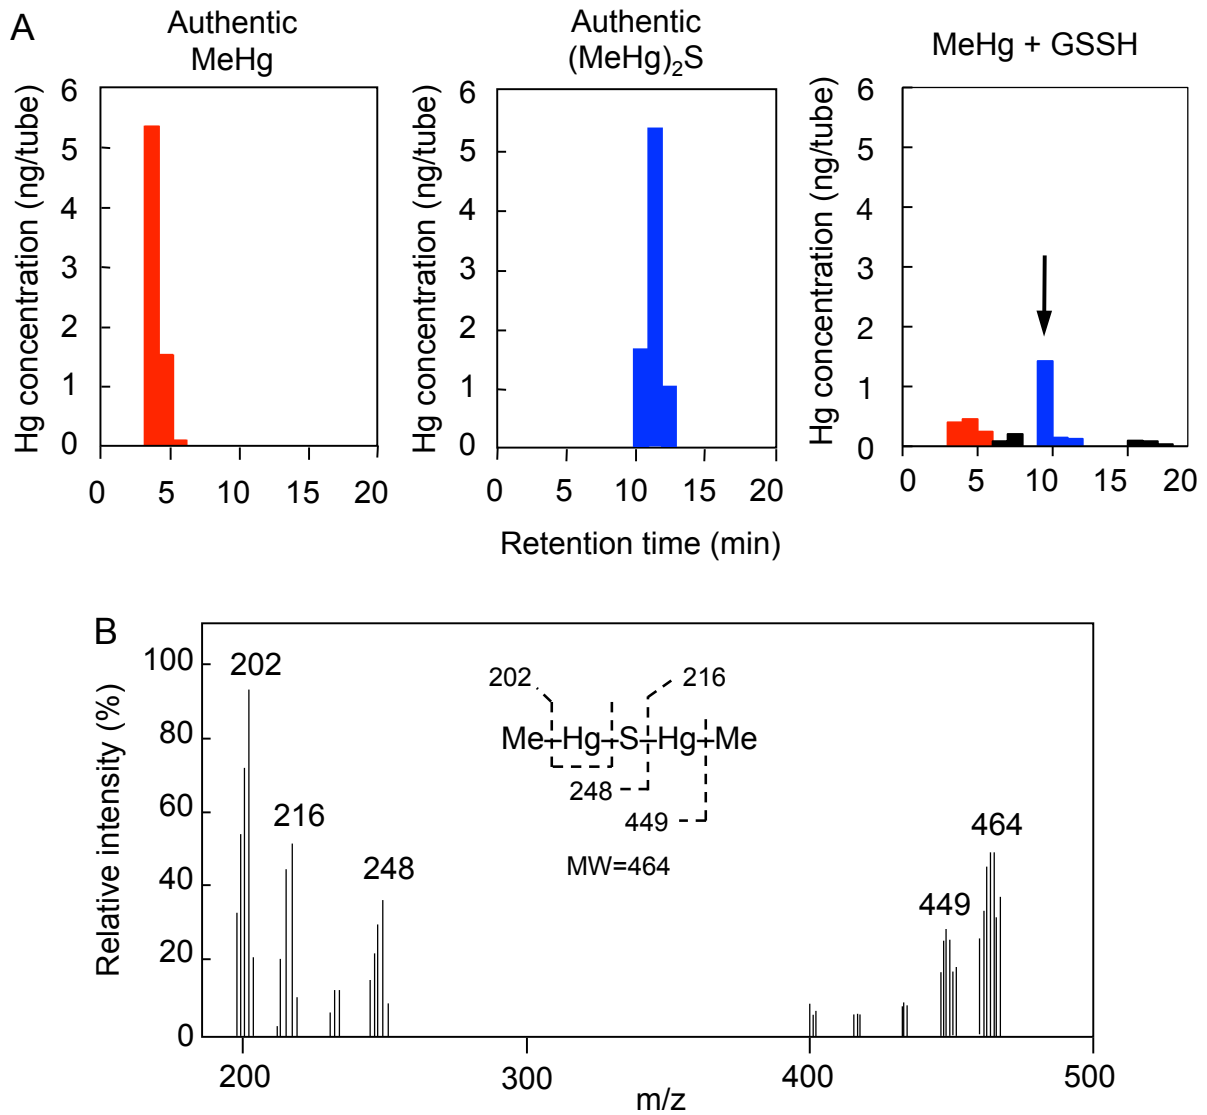 A
Authentic
MeHg
Authentic
(MeHg)₂S
MeHg + GSSH
Hg concentration (ng/tube)
6
5
4
3
2
1
0
0 5 10 15 20
Hg concentration (ng/tube)
6
5
4
3
2
1
0
0 5 10 15 20
Hg concentration (ng/tube)
6
5
4
3
2
1
0
0 5 10 15 20
Retention time (min)
B
Relative intensity (%)
100
80
60
40
20
0
202
216
248
449
464
202
216
Me-Hg-S-Hg-Me
248
449
MW=464
200 300 400 500
m/z